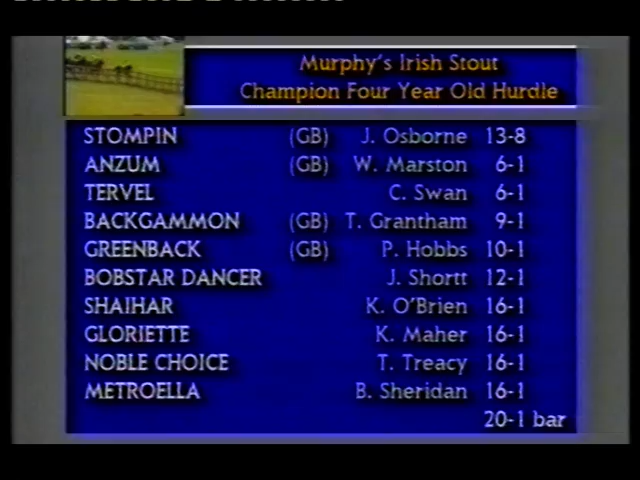 Murphy's Irish Stout
Champion Four Year Old Hurdle
STOMPIN (GB) J. Osborne 13-8
ANZUM (GB) W. Marston 6-1
TERVEL C. Swan 6-1
BACKGAMMON (GB) T. Grantham 9-1
GREENBACK (GB) P. Hobbs 10-1
BOBSTAR DANCER J. Shortt 12-1
SHAIHAR K. O'Brien 16-1
GLORIETTE K. Maher 16-1
NOBLE CHOICE T. Treacy 16-1
METROELLA B. Sheridan 16-1
20-1 bar